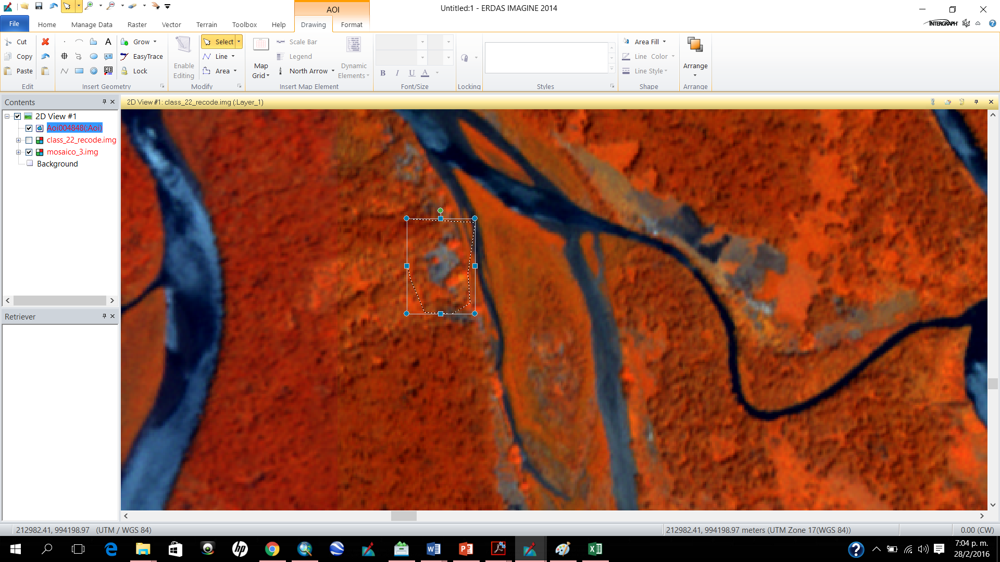 AOI
Untitled:1 - ERDAS IMAGINE 2014
File Home Manage Data Raster Vector Terrain Toolbox Help Drawing Format
INTERGRAPH
Cut A Grow Select Scale Bar Area Fill
Copy EasyTrace Line Legend Line Color
Paste GEO Lock Area North Arrow B I U A Line Style
Enable Editing
Map Grid
Dynamic Elements
Arrange
Edit Insert Geometry Modify Insert Map Element Font/Size Locking Styles Shape Arrange
Contents
2D View #1: class_22_recode.img (:Layer_1)
2D View #1
Aoi004848(:Aoi)
class_22_recode.img
mosaico_3.img
Background
Retriever
212982.41, 994198.97 (UTM / WGS 84)
212982.41, 994198.97 meters (UTM Zone 17(WGS 84))
0.00 (CW)
7:04 p. m.
28/2/2016